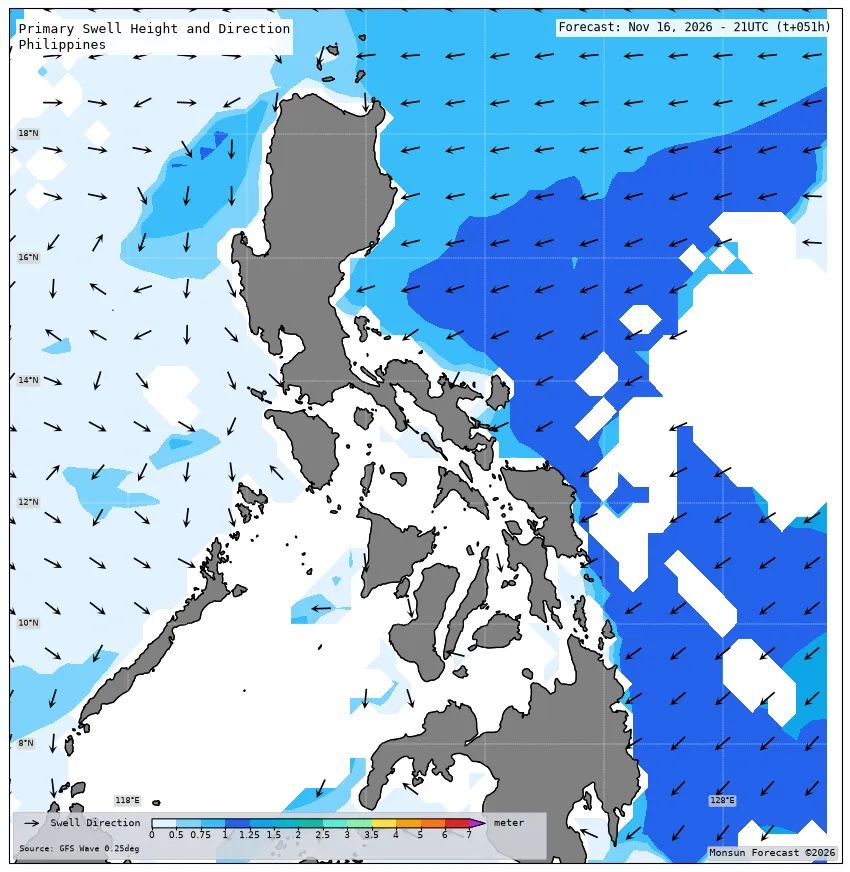 Primary Swell Height and Direction
Philippines
Forecast: Nov 16, 2026 - 21UTC (t+051h)
18°N
16°N
14°N
12°N
10°N
8°N
118°E
128°E
Swell Direction
0 0.5 0.75 1 1.25 1.5 2 2.5 3 3.5 4 5 6 7
meter
Source: GFS Wave 0.25deg
Monsun Forecast ©2026